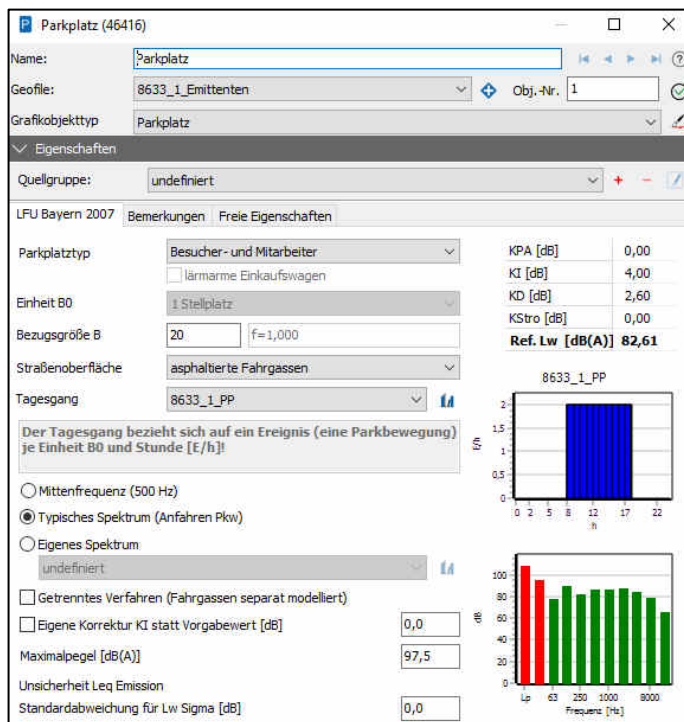 Parkplatz (46416)
Name: Parkplatz
Geofile: 8633_1_Emittenten Obj.-Nr. 1
Grafikobjekttyp Parkplatz
Eigenschaften
Quellgruppe: undefiniert
LFU Bayern 2007 Bemerkungen Freie Eigenschaften
Parkplatztyp Besucher- und Mitarbeiter
lärmarme Einkaufswagen
Einheit B0 1 Stellplatz
Bezugsgröße B 20 f=1,000
Straßenoberfläche asphaltierte Fahrgassen
Tagesgang 8633_1_PP
Der Tagesgang bezieht sich auf ein Ereignis (eine Parkbewegung)
je Einheit B0 und Stunde [E/h]!
Mittenfrequenz (500 Hz)
Typisches Spektrum (Anfahren Pkw)
Eigenes Spektrum
undefiniert
Getrenntes Verfahren (Fahrgassen separat modelliert)
Eigene Korrektur KI statt Vorgabewert [dB] 0,0
Maximalpegel [dB(A)] 97,5
Unsicherheit Leq Emission
Standardabweichung für Lw Sigma [dB] 0,0
KPA [dB] 0,00
KI [dB] 4,00
KD [dB] 2,60
KStro [dB] 0,00
Ref. Lw [dB(A)] 82,61
8633_1_PP
2
1,5
1
0,5
0
E/h
0 2 5 8 12 17 22
h
100
80
60
40
20
0
dB
Lp 63 250 1000 8000
Frequenz [Hz]